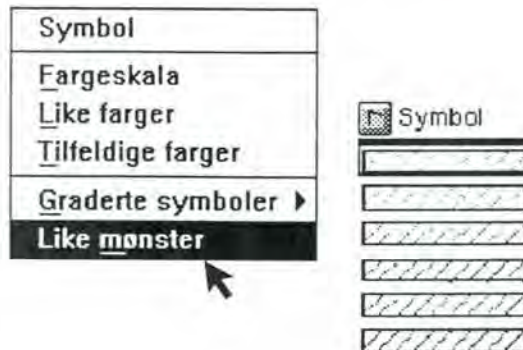 Symbol
Fargeskala
Like farger
Tilfeldige farger
Graderte symboler
Like mønster
Symbol